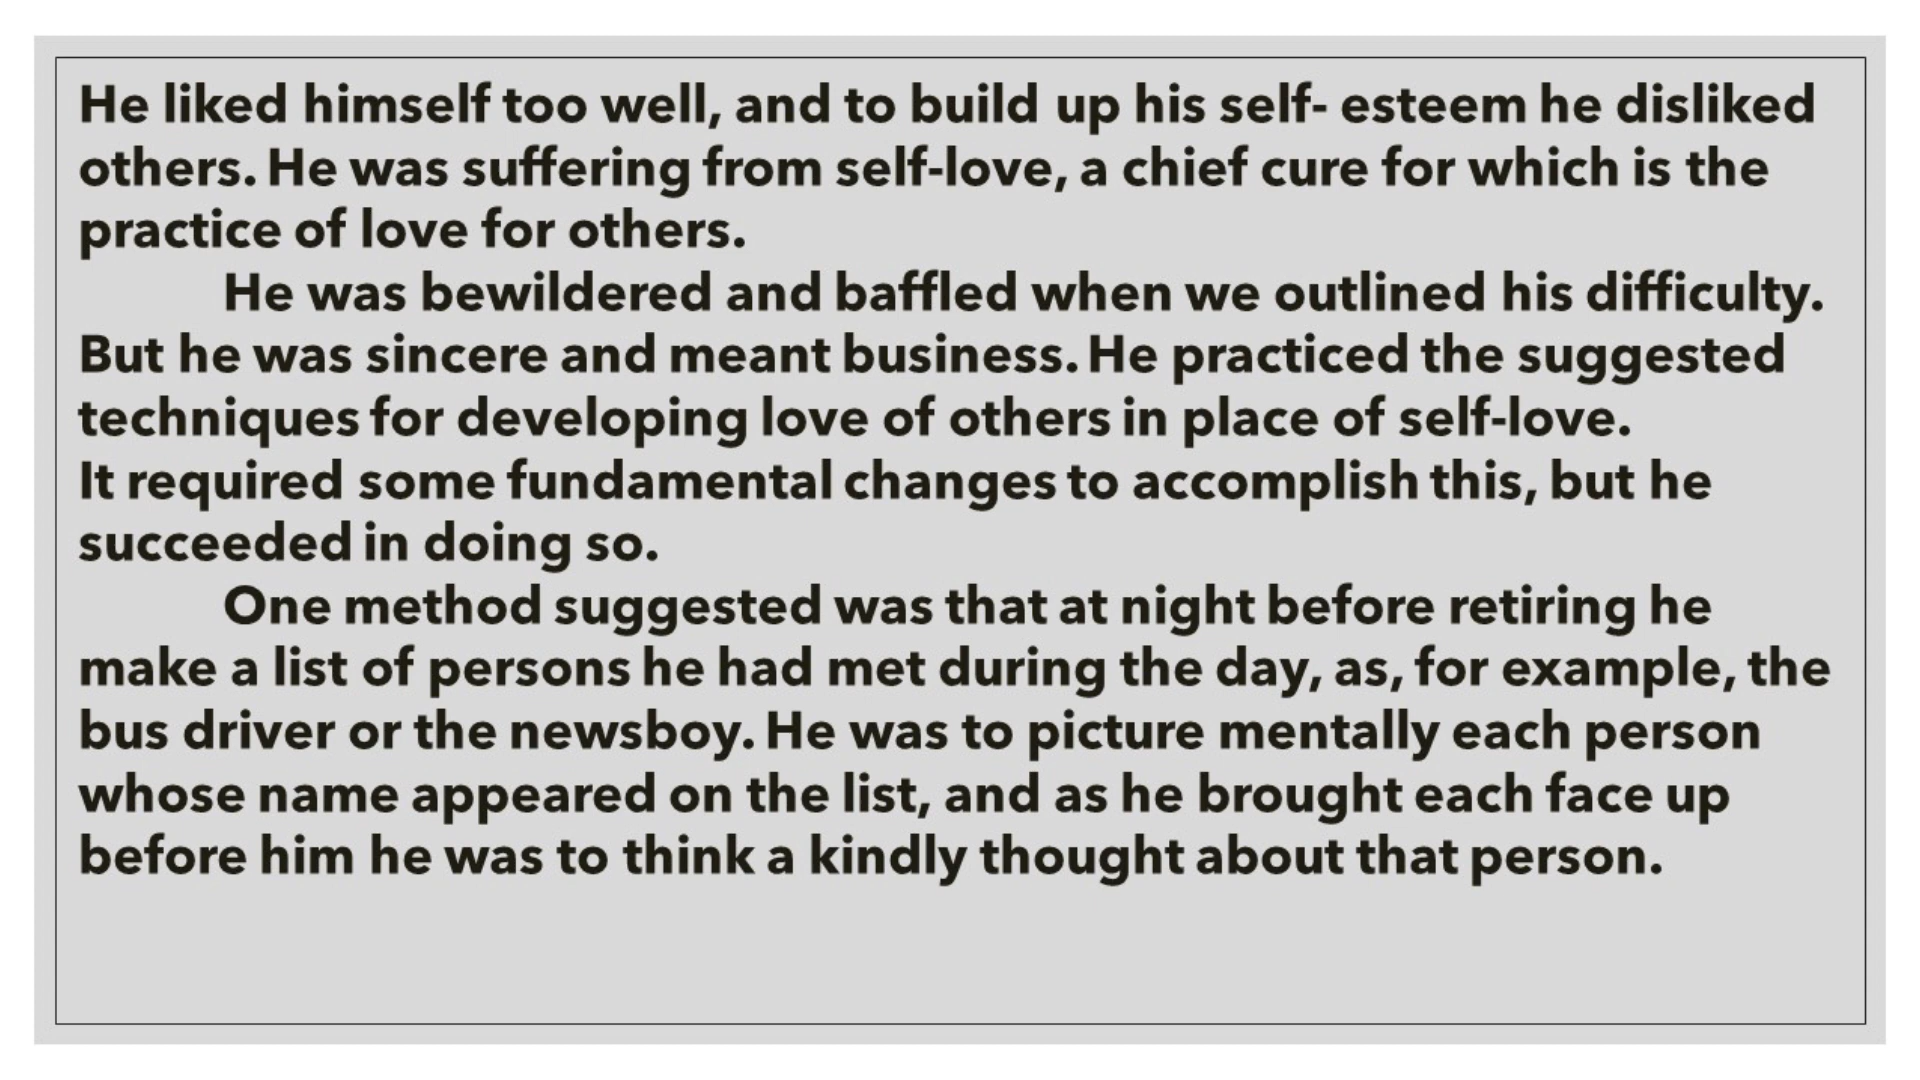 He liked himself too well, and to build up his self- esteem he disliked
others. He was suffering from self-love, a chief cure for which is the
practice of love for others.
He was bewildered and baffled when we outlined his difficulty.
But he was sincere and meant business. He practiced the suggested
techniques for developing love of others in place of self-love.
It required some fundamental changes to accomplish this, but he
succeeded in doing so.
One method suggested was that at night before retiring he
make a list of persons he had met during the day, as, for example, the
bus driver or the newsboy. He was to picture mentally each person
whose name appeared on the list, and as he brought each face up
before him he was to think a kindly thought about that person.